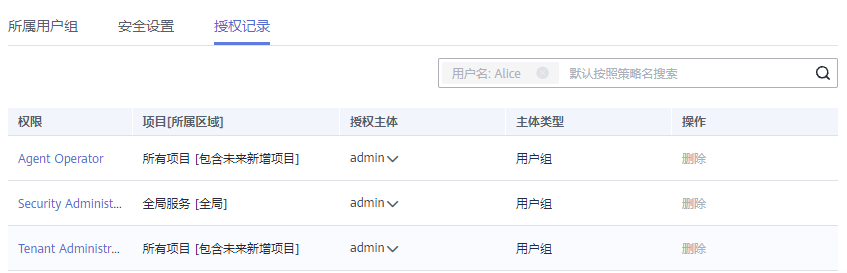 所属用户组 安全设置 授权记录
用户名: Alice 默认按照策略名搜索
权限 项目[所属区域] 授权主体 主体类型 操作
Agent Operator 所有项目 [包含未来新增项目] admin 用户组 删除
Security Administ... 全局服务 [全局] admin 用户组 删除
Tenant Administr... 所有项目 [包含未来新增项目] admin 用户组 删除